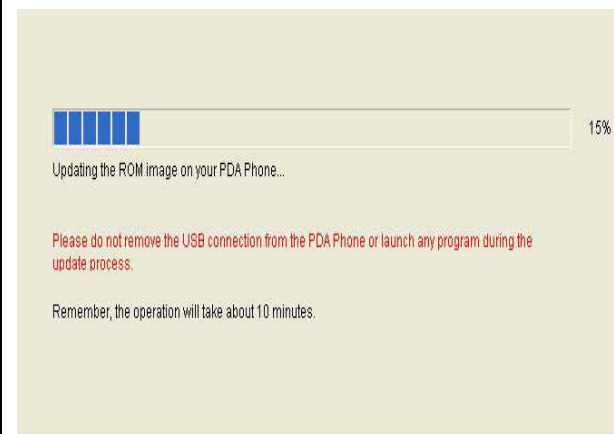 15%
Updating the ROM image on your PDA Phone...
Please do not remove the USB connection from the PDA Phone or launch any program during the
update process.
Remember, the operation will take about 10 minutes.